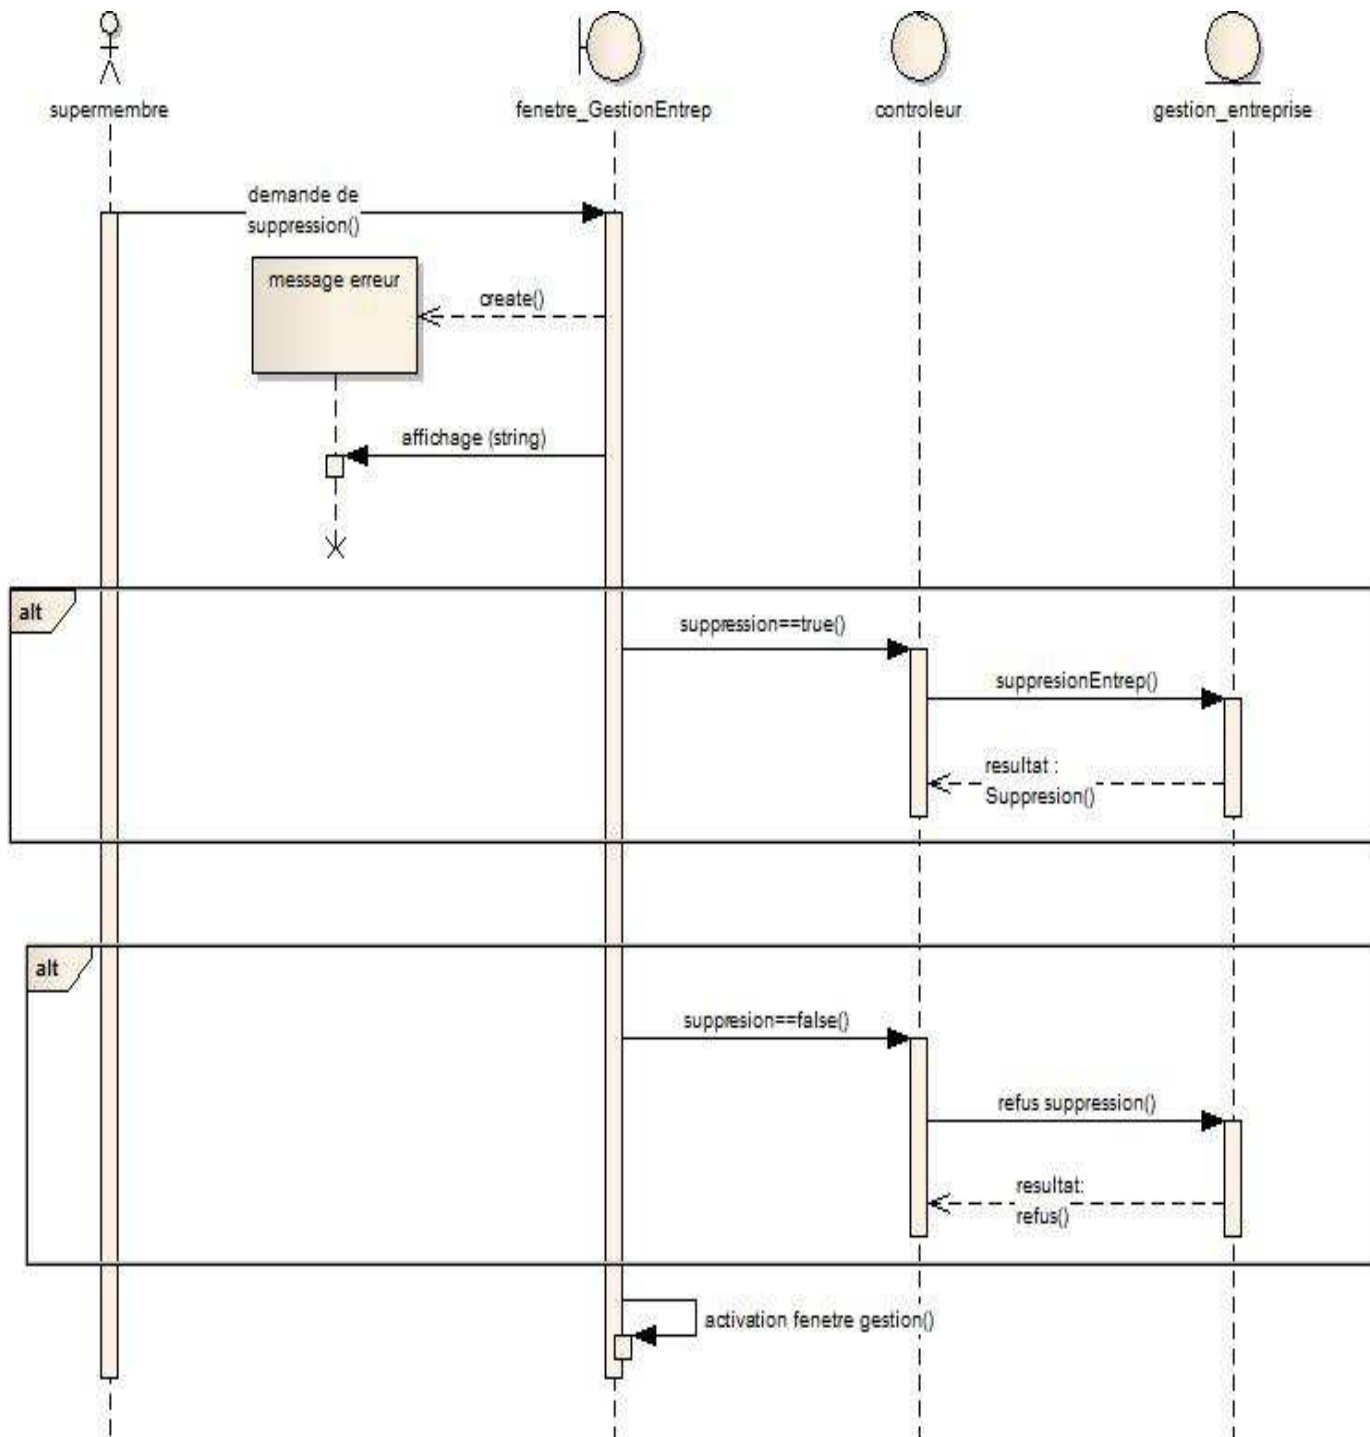 supermembre
fenetre_GestionEntrep
controleur
gestion_entreprise
demande de
suppression()
message erreur
create()
affichage (string)
alt
suppression==true()
suppresionEntrep()
resultat :
Suppresion()
alt
suppresion==false()
refus suppression()
resultat:
refus()
activation fenetre gestion()